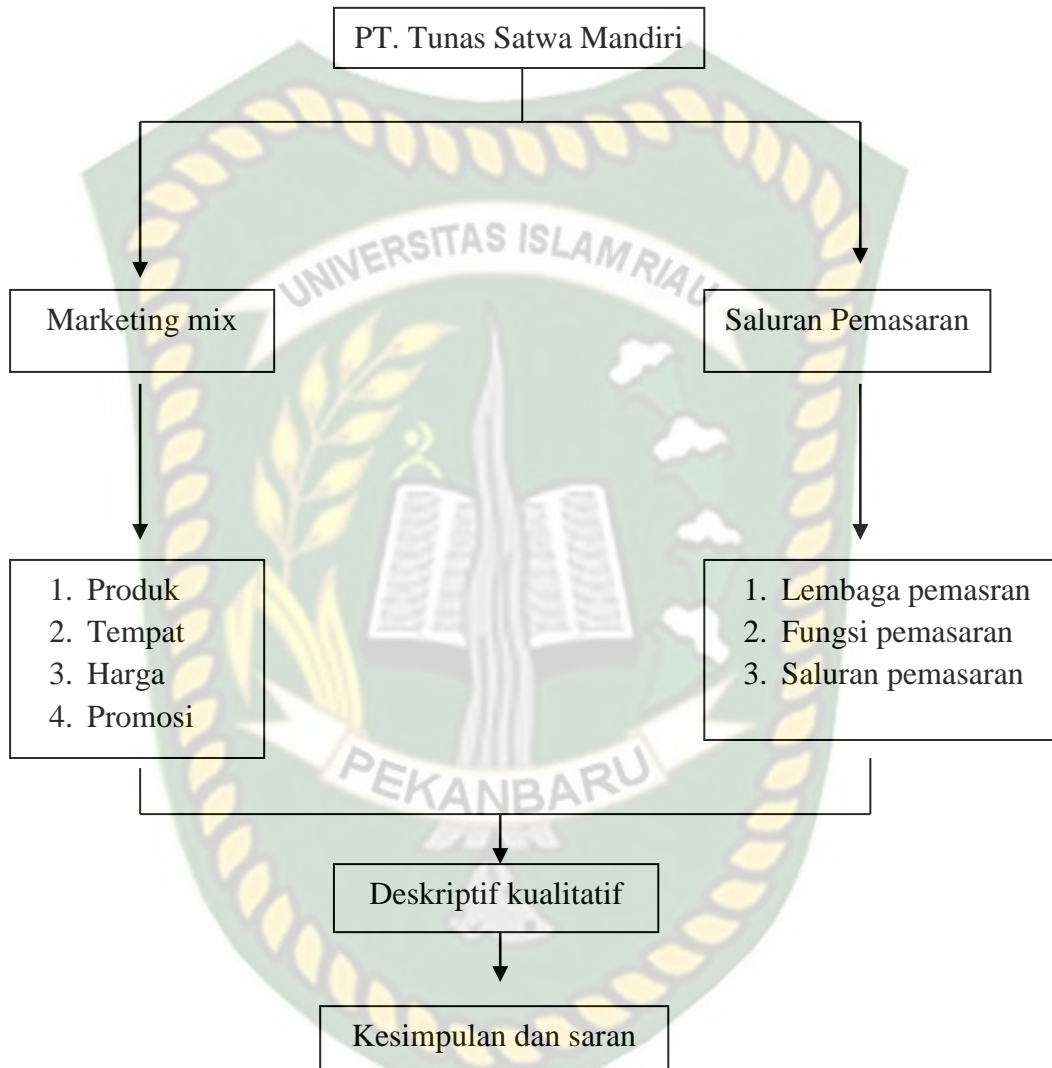 PT. Tunas Satwa Mandiri
UNIVERSITAS ISLAM RIAU
Marketing mix
Saluran Pemasaran
1. Produk
2. Tempat
3. Harga
4. Promosi
1. Lembaga pemasran
2. Fungsi pemasaran
3. Saluran pemasaran
PEKANBARU
Deskriptif kualitatif
Kesimpulan dan saran